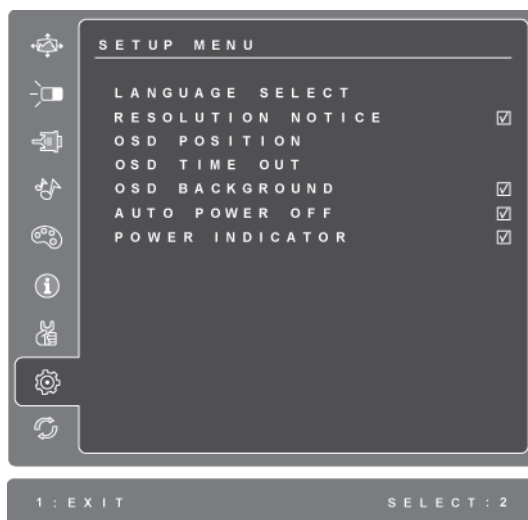 SETUP MENU
LANGUAGE SELECT
RESOLUTION NOTICE
OSD POSITION
OSD TIME OUT
OSD BACKGROUND
AUTO POWER OFF
POWER INDICATOR
1:EXIT SELECT:2